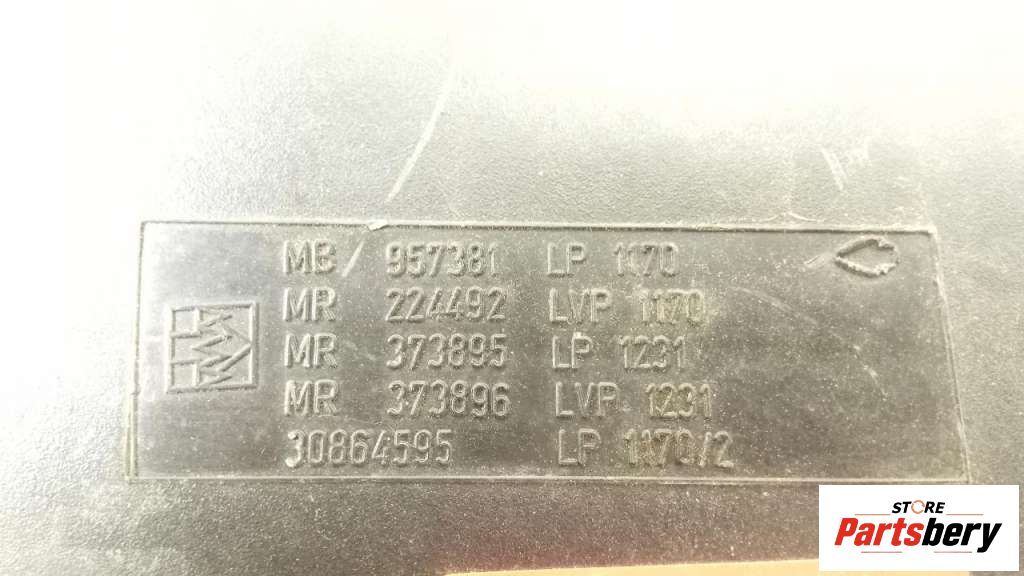 MB/ 957381 LP 1170
MR 224492 LVP 1170
MR 373895 LP 1231
MR 373896 LVP 1231
30864595 LP 1170/2
STORE
Partsbery